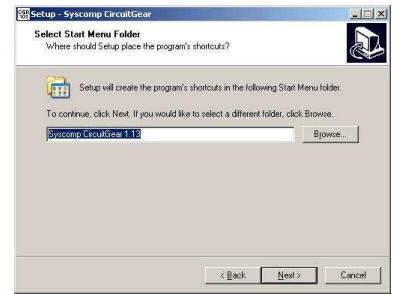 CGR
101
Setup - Syscomp CircuitGear
Select Start Menu Folder
Where should Setup place the program's shortcuts?
Setup will create the program's shortcuts in the following Start Menu folder.
To continue, click Next. If you would like to select a different folder, click Browse.
Syscomp CircuitGear 1.13
Browse...
< Back
Next >
Cancel